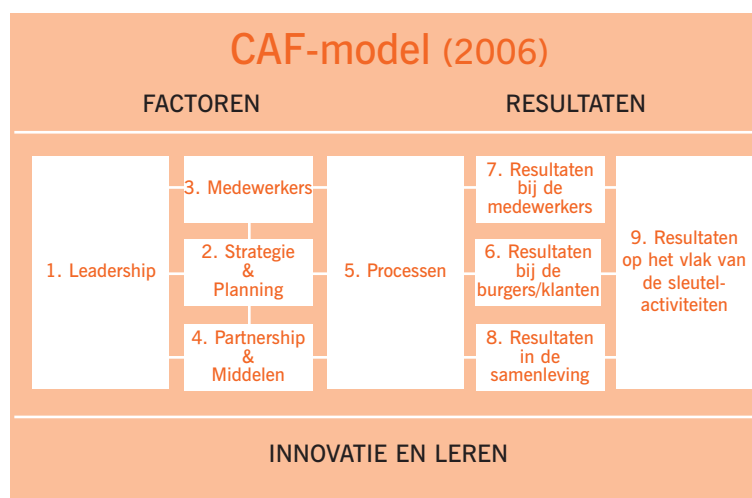 CAF-model (2006)
FACTOREN
RESULTATEN
1. Leadership
3. Medewerkers
2. Strategie
&
Planning
4. Partnership
&
Middelen
5. Processen
7. Resultaten
bij de
medewerkers
6. Resultaten
bij de
burgers/klanten
8. Resultaten
in de
samenleving
9. Resultaten
op het vlak van
de sleutel-
activiteiten
INNOVATIE EN LEREN